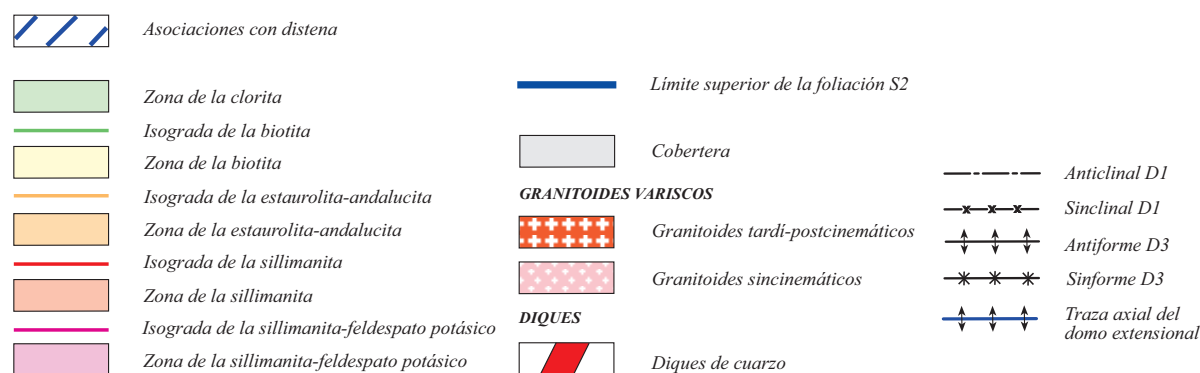 Asociaciones con distena
Zona de la clorita
Isograda de la biotita
Zona de la biotita
Isograda de la estaurolita-andalucita
Zona de la estaurolita-andalucita
Isograda de la sillimanita
Zona de la sillimanita
Isograda de la sillimanita-feldespato potásico
Zona de la sillimanita-feldespato potásico
Límite superior de la foliación S2
Cobertera
GRANITOIDES VARISCOS
Granitoides tardí-postcinemáticos
Granitoides sincinemáticos
DIQUES
Diques de cuarzo
Anticlinal D1
Sinclinal D1
Antiforme D3
Sinforme D3
Traza axial del
domo extensional